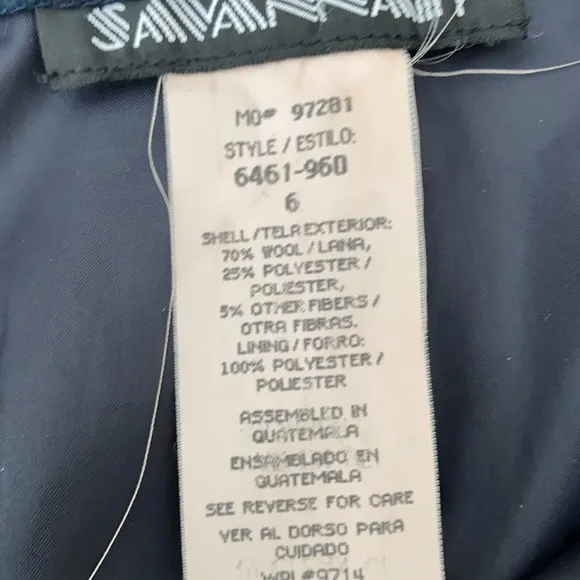 SAVANNAH
MO# 97281
STYLE / ESTILO:
6461-960
6
SHELL /TELA EXTERIOR:
70% WOOL / LANA,
25% POLYESTER /
POLIESTER,
5% OTHER FIBERS /
OTRA FIBRAS.
LINING / FORRO:
100% POLYESTER /
POLIESTER
ASSEMBLED IN
GUATEMALA
ENSAMBLADO EN
GUATEMALA
SEE REVERSE FOR CARE
VER AL DORSO PARA
CUIDADO
WPL#9714